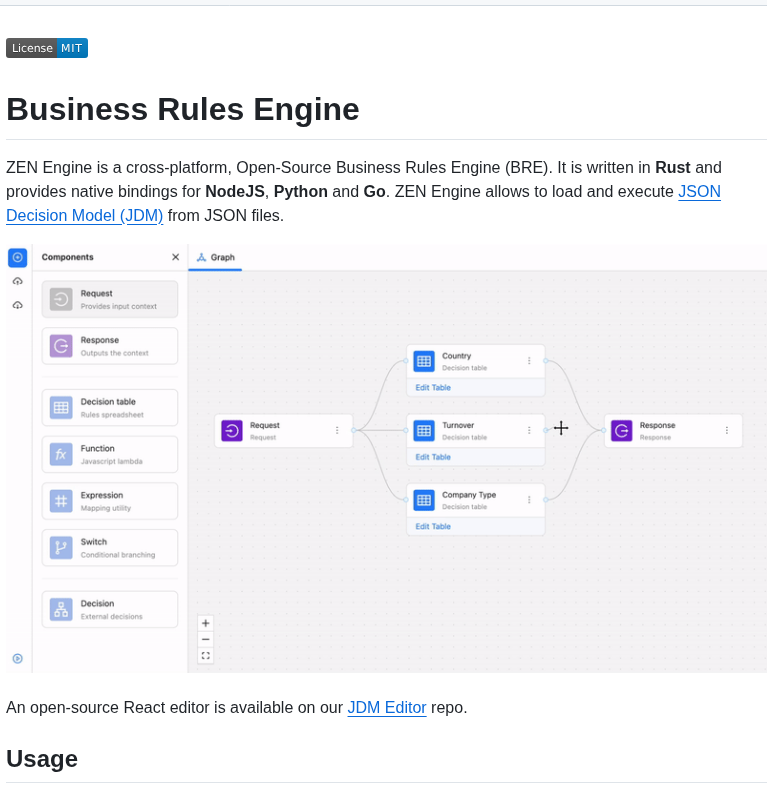 License MIT
Business Rules Engine
ZEN Engine is a cross-platform, Open-Source Business Rules Engine (BRE). It is written in Rust and
provides native bindings for NodeJS, Python and Go. ZEN Engine allows to load and execute JSON
Decision Model (JDM) from JSON files.
Components
Graph
Request
Provides input context
Response
Outputs the context
Decision table
Rules spreadsheet
Function
Javascript lambda
Expression
Mapping utility
Switch
Conditional branching
Decision
External decisions
Request
Request
Country
Decision table
Edit Table
Turnover
Decision table
Edit Table
Company Type
Decision table
Edit Table
Response
Response
An open-source React editor is available on our JDM Editor repo.
Usage